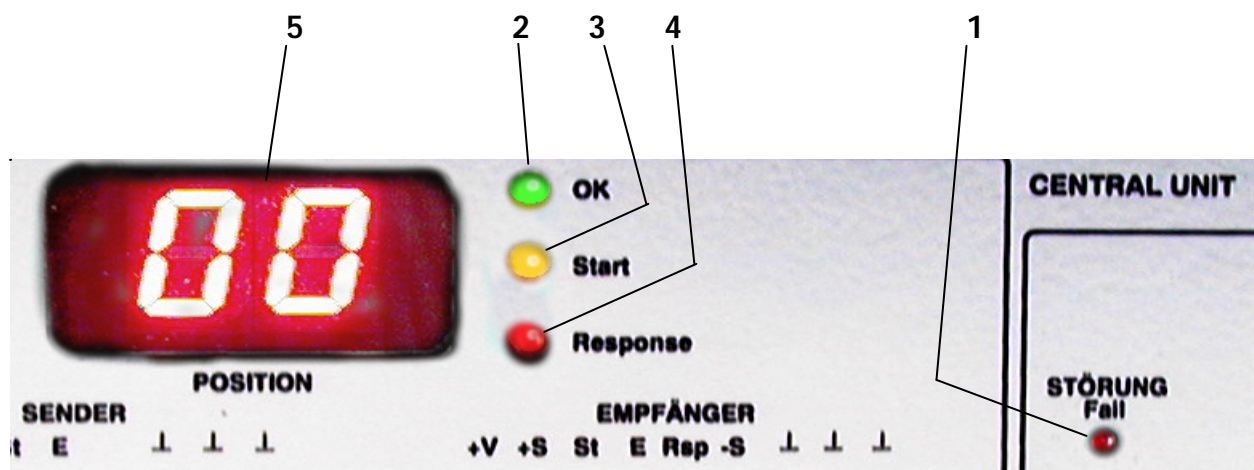 5 2 3 4 1
00
OK
Start
Response
CENTRAL UNIT
POSITION
STÖRUNG
Fail
SENDER
EMPFÄNGER
E ⊥ ⊥ ⊥
+V +S St E Rsp -S ⊥ ⊥ ⊥